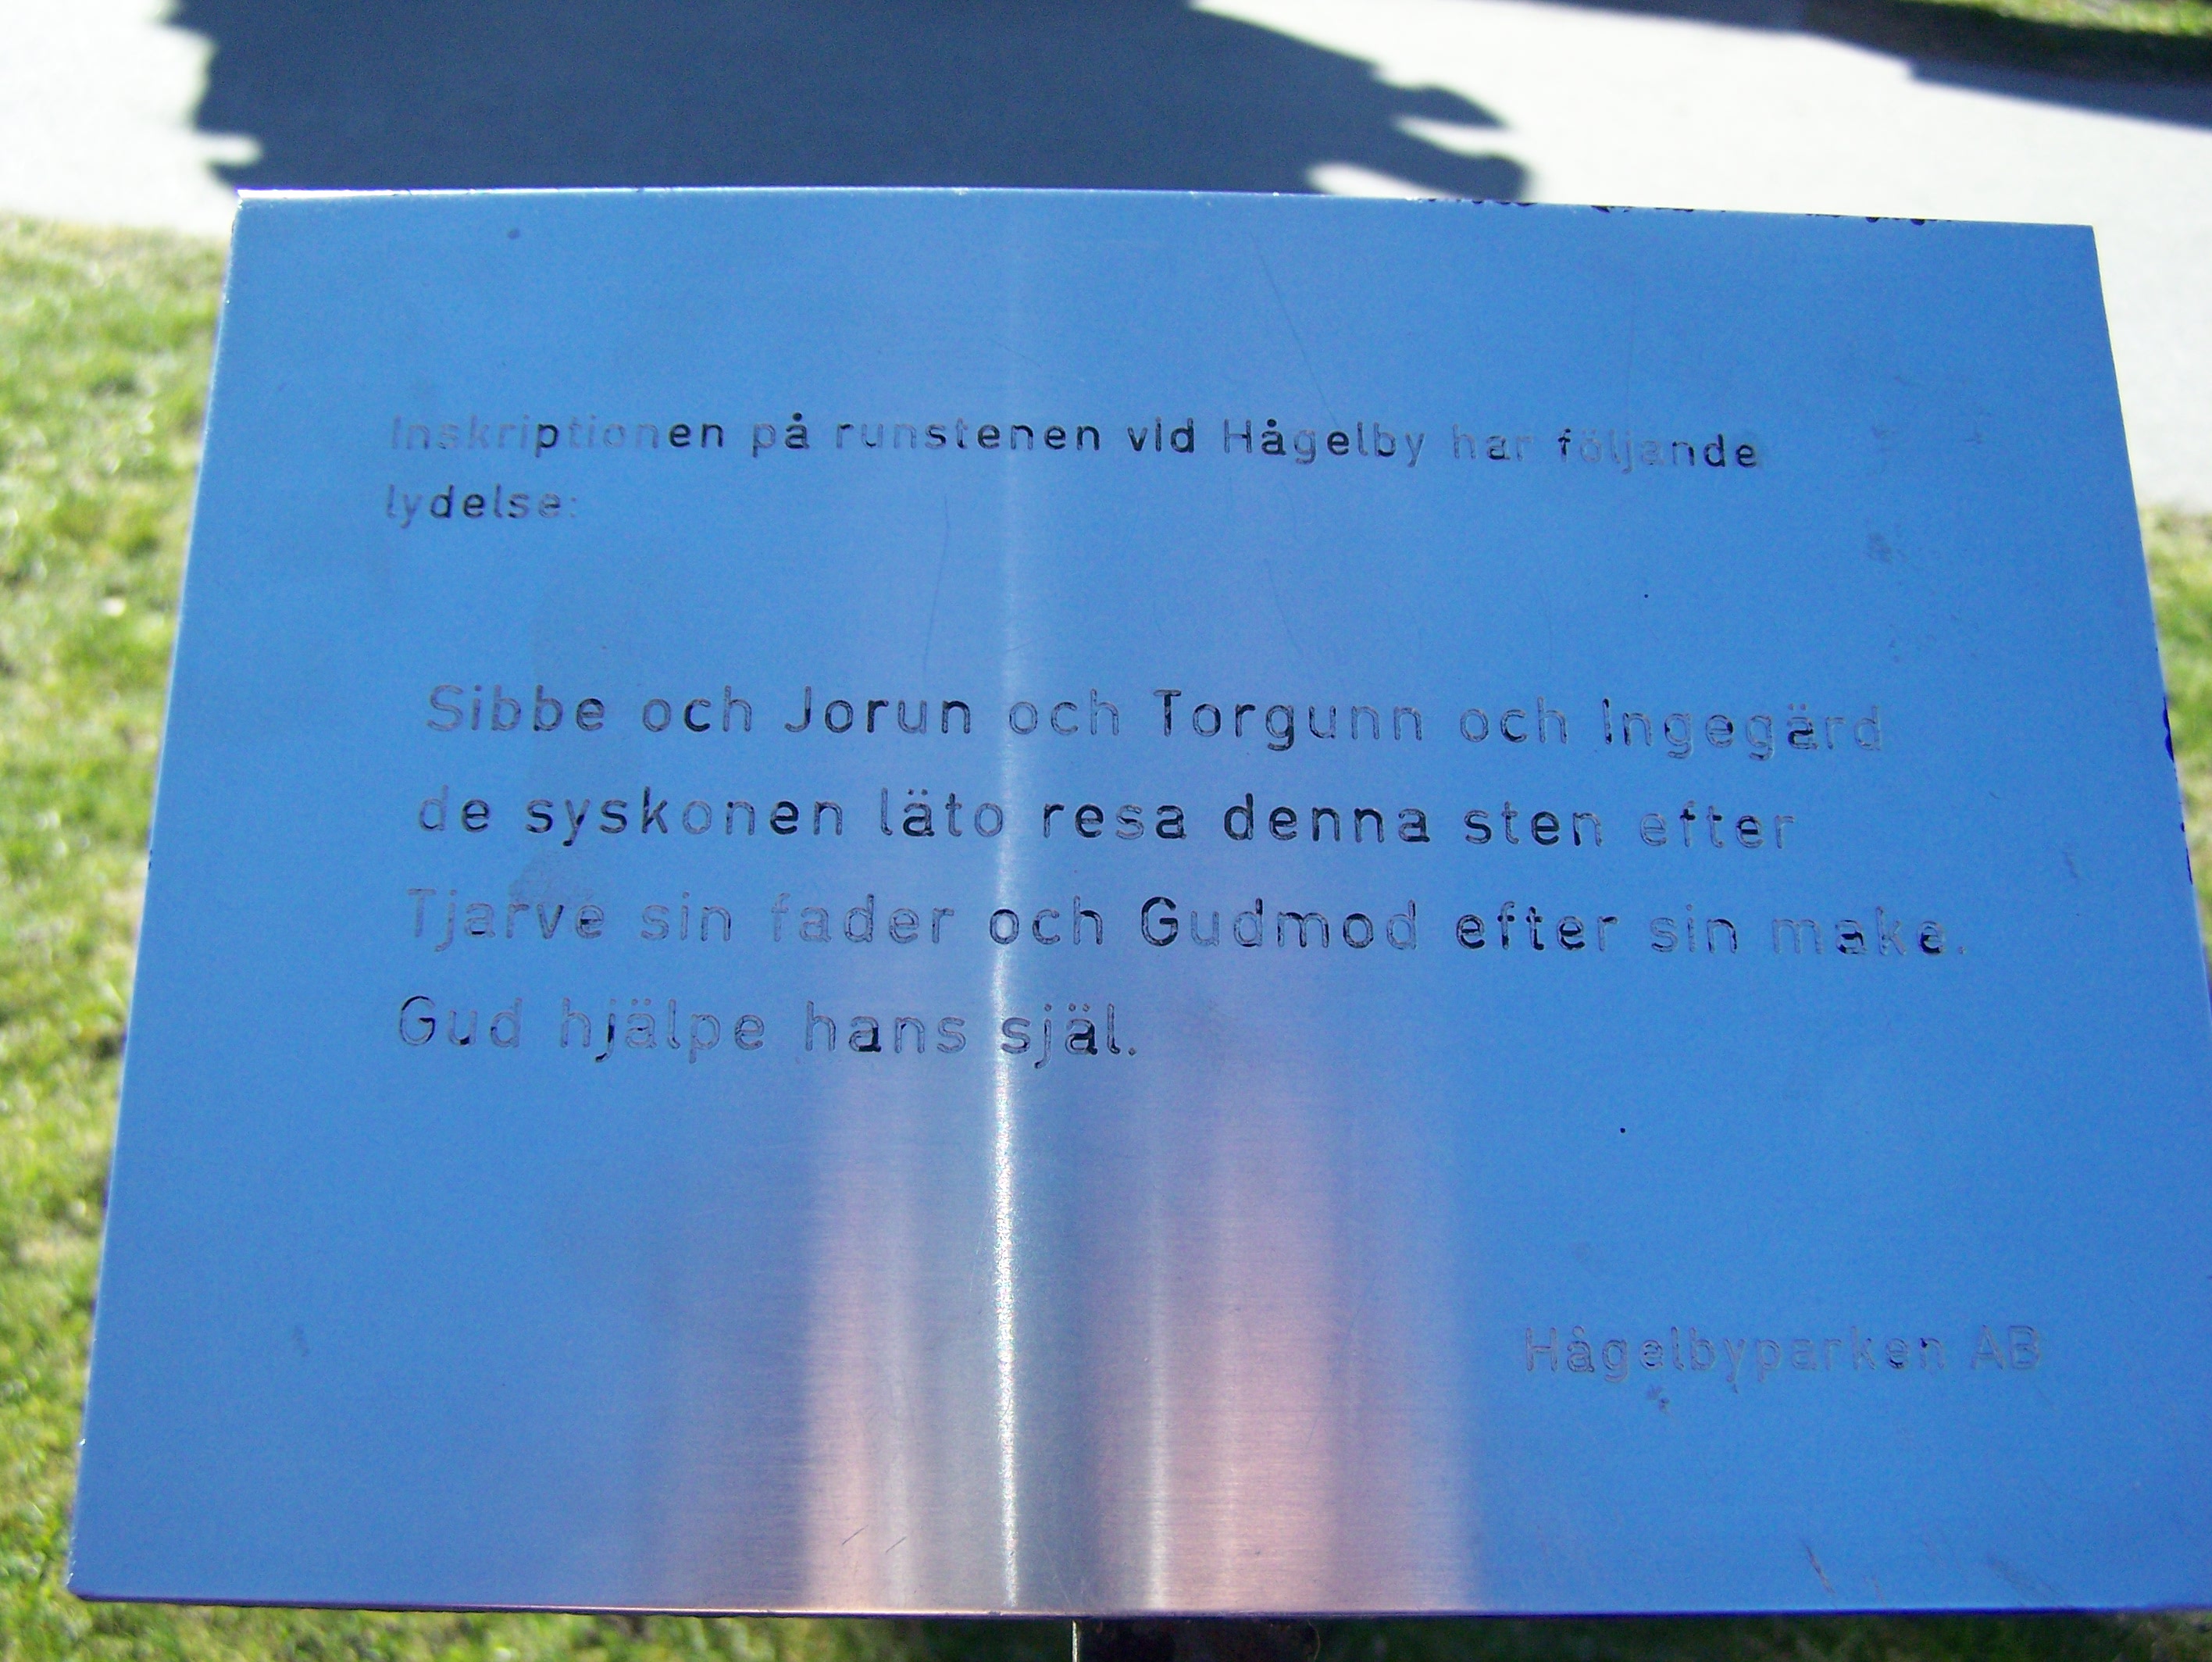 Inskriptionen på runstenen vid Hågelby har följande
lydelse:
Sibbe och Jorun och Torgunn och Ingegärd
de syskonen läto resa denna sten efter
Tjarve sin fader och Gudmod efter sin make.
Gud hjälpe hans själ.
Hågelbyparken AB